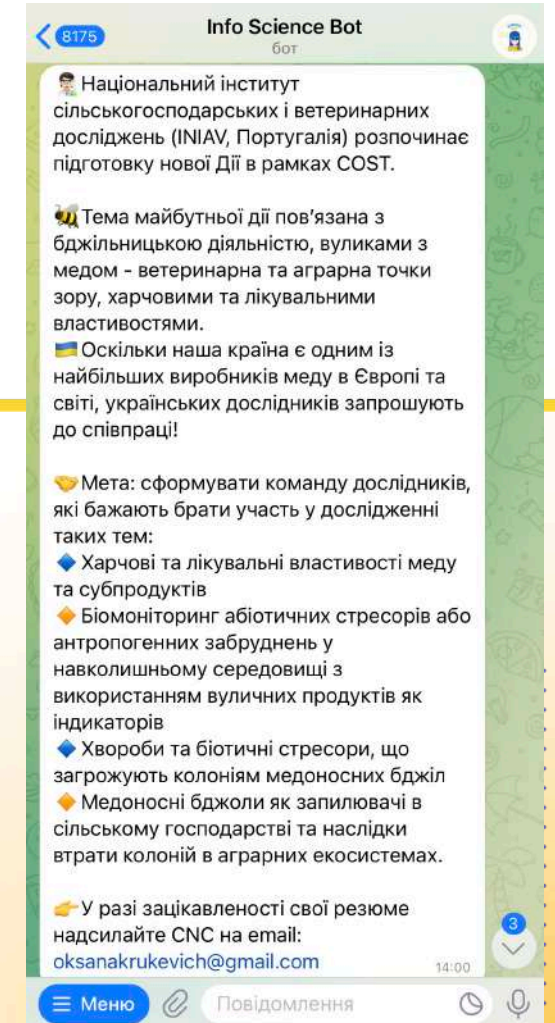 8175
Info Science Bot
бот
Національний інститут
сільськогосподарських і ветеринарних
досліджень (INIAV, Португалія) розпочинає
підготовку нової Дії в рамках COST.
Тема майбутньої дії пов'язана з
бджільницькою діяльністю, вуликами з
медом - ветеринарна та аграрна точки
зору, харчовими та лікувальними
властивостями.
Оскільки наша країна є одним із
найбільших виробників меду в Європі та
світі, українських дослідників запрошують
до співпраці!
Мета: сформувати команду дослідників,
які бажають брати участь у дослідженні
таких тем:
Харчові та лікувальні властивості меду
та субпродуктів
Біомоніторинг абіотичних стресорів або
антропогенних забруднень у
навколишньому середовищі з
використанням вуличних продуктів як
індикаторів
Хвороби та біотичні стресори, що
загрожують колоніям медоносних бджіл
Медоносні бджоли як запилювачі в
сільському господарстві та наслідки
втрати колоній в аграрних екосистемах.
У разі зацікавленості свої резюме
надсилайте CNC на email:
oksanakrukevich@gmail.com
14:00
3
Меню
Повідомлення